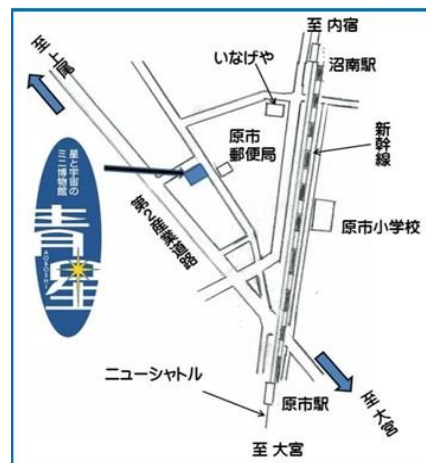 至 上尾
至 内宿
沼南駅
いなげや
新幹線
原市
郵便局
星と宇宙の
ミニ博物館
青星
AOBOSHI
第2産業道路
原市小学校
ニューシャトル
原市駅
至 大宮
至 大宮